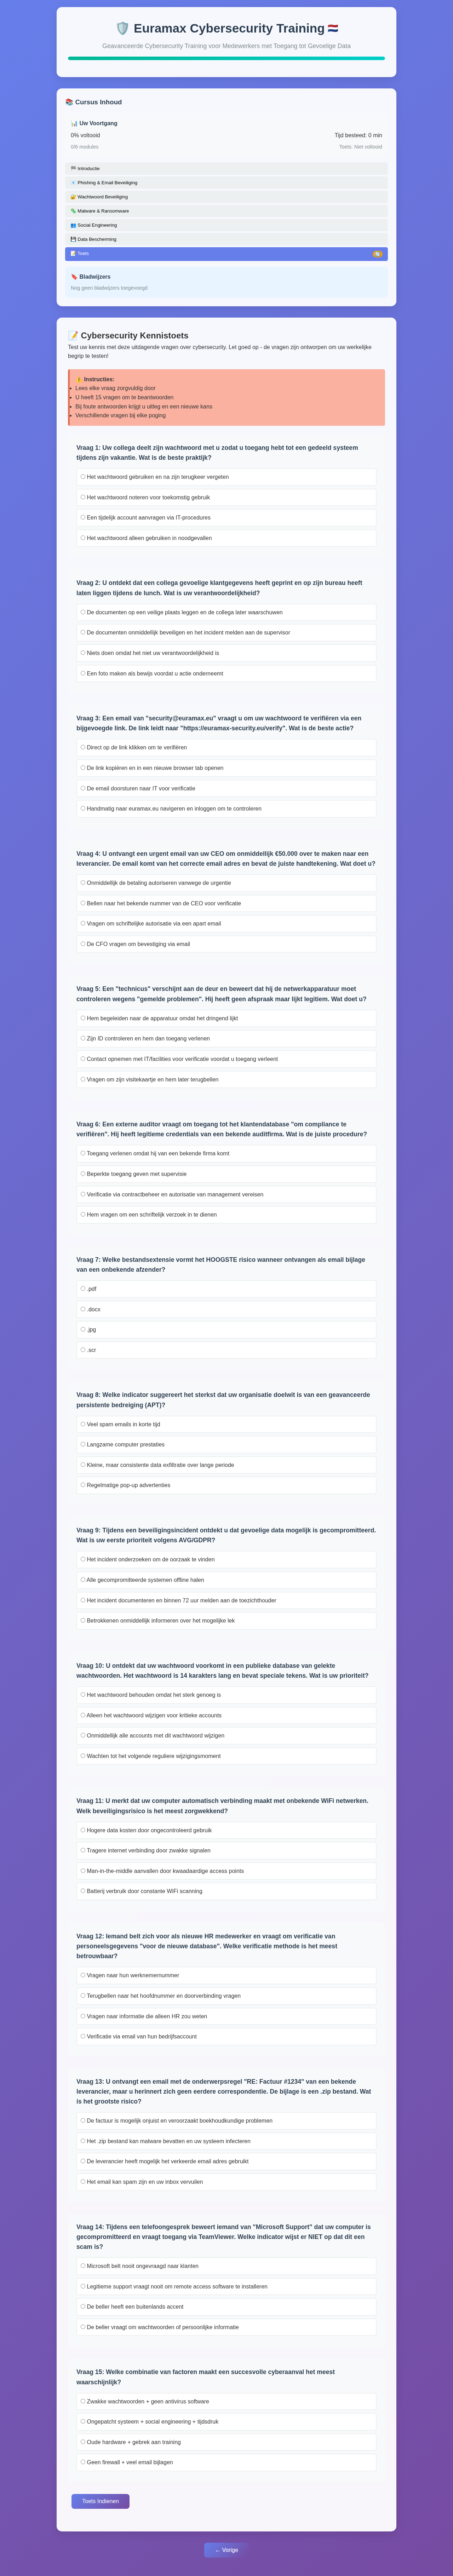 🛡️ Euramax Cybersecurity Training 🇳🇱
Geavanceerde Cybersecurity Training voor Medewerkers met Toegang tot Gevoelige Data
📚 Cursus Inhoud
📊 Uw Voortgang
0% voltooid Tijd besteed: 0 min
0/6 modules Toets: Niet voltooid
🏁 Introductie
📧 Phishing & Email Beveiliging
🔐 Wachtwoord Beveiliging
🦠 Malware & Ransomware
👥 Social Engineering
💾 Data Bescherming
📝 Toets
🔖 Bladwijzers
Nog geen bladwijzers toegevoegd
📝 Cybersecurity Kennistoets
Test uw kennis met deze uitdagende vragen over cybersecurity. Let goed op - de vragen zijn ontworpen om uw werkelijke
begrip te testen!
⚠️ Instructies:
Lees elke vraag zorgvuldig door
U heeft 15 vragen om te beantwoorden
Bij foute antwoorden krijgt u uitleg en een nieuwe kans
Verschillende vragen bij elke poging
Vraag 1: Uw collega deelt zijn wachtwoord met u zodat u toegang hebt tot een gedeeld systeem
tijdens zijn vakantie. Wat is de beste praktijk?
Het wachtwoord gebruiken en na zijn terugkeer vergeten
Het wachtwoord noteren voor toekomstig gebruik
Een tijdelijk account aanvragen via IT-procedures
Het wachtwoord alleen gebruiken in noodgevallen
Vraag 2: U ontdekt dat een collega gevoelige klantgegevens heeft geprint en op zijn bureau heeft
laten liggen tijdens de lunch. Wat is uw verantwoordelijkheid?
De documenten op een veilige plaats leggen en de collega later waarschuwen
De documenten onmiddellijk beveiligen en het incident melden aan de supervisor
Niets doen omdat het niet uw verantwoordelijkheid is
Een foto maken als bewijs voordat u actie onderneemt
Vraag 3: Een email van "security@euramax.eu" vraagt u om uw wachtwoord te verifiëren via een
bijgevoegde link. De link leidt naar "https://euramax-security.eu/verify". Wat is de beste actie?
Direct op de link klikken om te verifiëren
De link kopiëren en in een nieuwe browser tab openen
De email doorsturen naar IT voor verificatie
Handmatig naar euramax.eu navigeren en inloggen om te controleren
Vraag 4: U ontvangt een urgent email van uw CEO om onmiddellijk €50.000 over te maken naar een
leverancier. De email komt van het correcte email adres en bevat de juiste handtekening. Wat doet u?
Onmiddellijk de betaling autoriseren vanwege de urgentie
Bellen naar het bekende nummer van de CEO voor verificatie
Vragen om schriftelijke autorisatie via een apart email
De CFO vragen om bevestiging via email
Vraag 5: Een "technicus" verschijnt aan de deur en beweert dat hij de netwerkapparatuur moet
controleren wegens "gemelde problemen". Hij heeft geen afspraak maar lijkt legitiem. Wat doet u?
Hem begeleiden naar de apparatuur omdat het dringend lijkt
Zijn ID controleren en hem dan toegang verlenen
Contact opnemen met IT/facilities voor verificatie voordat u toegang verleent
Vragen om zijn visitekaartje en hem later terugbellen
Vraag 6: Een externe auditor vraagt om toegang tot het klantendatabase "om compliance te
verifiëren". Hij heeft legitieme credentials van een bekende auditfirma. Wat is de juiste procedure?
Toegang verlenen omdat hij van een bekende firma komt
Beperkte toegang geven met supervisie
Verificatie via contractbeheer en autorisatie van management vereisen
Hem vragen om een schriftelijk verzoek in te dienen
Vraag 7: Welke bestandsextensie vormt het HOOGSTE risico wanneer ontvangen als email bijlage
van een onbekende afzender?
.pdf
.docx
.jpg
.scr
Vraag 8: Welke indicator suggereert het sterkst dat uw organisatie doelwit is van een geavanceerde
persistente bedreiging (APT)?
Veel spam emails in korte tijd
Langzame computer prestaties
Kleine, maar consistente data exfiltratie over lange periode
Regelmatige pop-up advertenties
Vraag 9: Tijdens een beveiligingsincident ontdekt u dat gevoelige data mogelijk is gecompromitteerd.
Wat is uw eerste prioriteit volgens AVG/GDPR?
Het incident onderzoeken om de oorzaak te vinden
Alle gecompromitteerde systemen offline halen
Het incident documenteren en binnen 72 uur melden aan de toezichthouder
Betrokkenen onmiddellijk informeren over het mogelijke lek
Vraag 10: U ontdekt dat uw wachtwoord voorkomt in een publieke database van gelekte
wachtwoorden. Het wachtwoord is 14 karakters lang en bevat speciale tekens. Wat is uw prioriteit?
Het wachtwoord behouden omdat het sterk genoeg is
Alleen het wachtwoord wijzigen voor kritieke accounts
Onmiddellijk alle accounts met dit wachtwoord wijzigen
Wachten tot het volgende reguliere wijzigingsmoment
Vraag 11: U merkt dat uw computer automatisch verbinding maakt met onbekende WiFi netwerken.
Welk beveiligingsrisico is het meest zorgwekkend?
Hogere data kosten door ongecontroleerd gebruik
Tragere internet verbinding door zwakke signalen
Man-in-the-middle aanvallen door kwaadaardige access points
Batterij verbruik door constante WiFi scanning
Vraag 12: Iemand belt zich voor als nieuwe HR medewerker en vraagt om verificatie van
personeelsgegevens "voor de nieuwe database". Welke verificatie methode is het meest
betrouwbaar?
Vragen naar hun werknemernummer
Terugbellen naar het hoofdnummer en doorverbinding vragen
Vragen naar informatie die alleen HR zou weten
Verificatie via email van hun bedrijfsaccount
Vraag 13: U ontvangt een email met de onderwerpsregel "RE: Factuur #1234" van een bekende
leverancier, maar u herinnert zich geen eerdere correspondentie. De bijlage is een .zip bestand. Wat
is het grootste risico?
De factuur is mogelijk onjuist en veroorzaakt boekhoudkundige problemen
Het .zip bestand kan malware bevatten en uw systeem infecteren
De leverancier heeft mogelijk het verkeerde email adres gebruikt
Het email kan spam zijn en uw inbox vervuilen
Vraag 14: Tijdens een telefoongesprek beweert iemand van "Microsoft Support" dat uw computer is
gecompromitteerd en vraagt toegang via TeamViewer. Welke indicator wijst er NIET op dat dit een
scam is?
Microsoft belt nooit ongevraagd naar klanten
Legitieme support vraagt nooit om remote access software te installeren
De beller heeft een buitenlands accent
De beller vraagt om wachtwoorden of persoonlijke informatie
Vraag 15: Welke combinatie van factoren maakt een succesvolle cyberaanval het meest
waarschijnlijk?
Zwakke wachtwoorden + geen antivirus software
Ongepatcht systeem + social engineering + tijdsdruk
Oude hardware + gebrek aan training
Geen firewall + veel email bijlagen
Toets Indienen
← Vorige